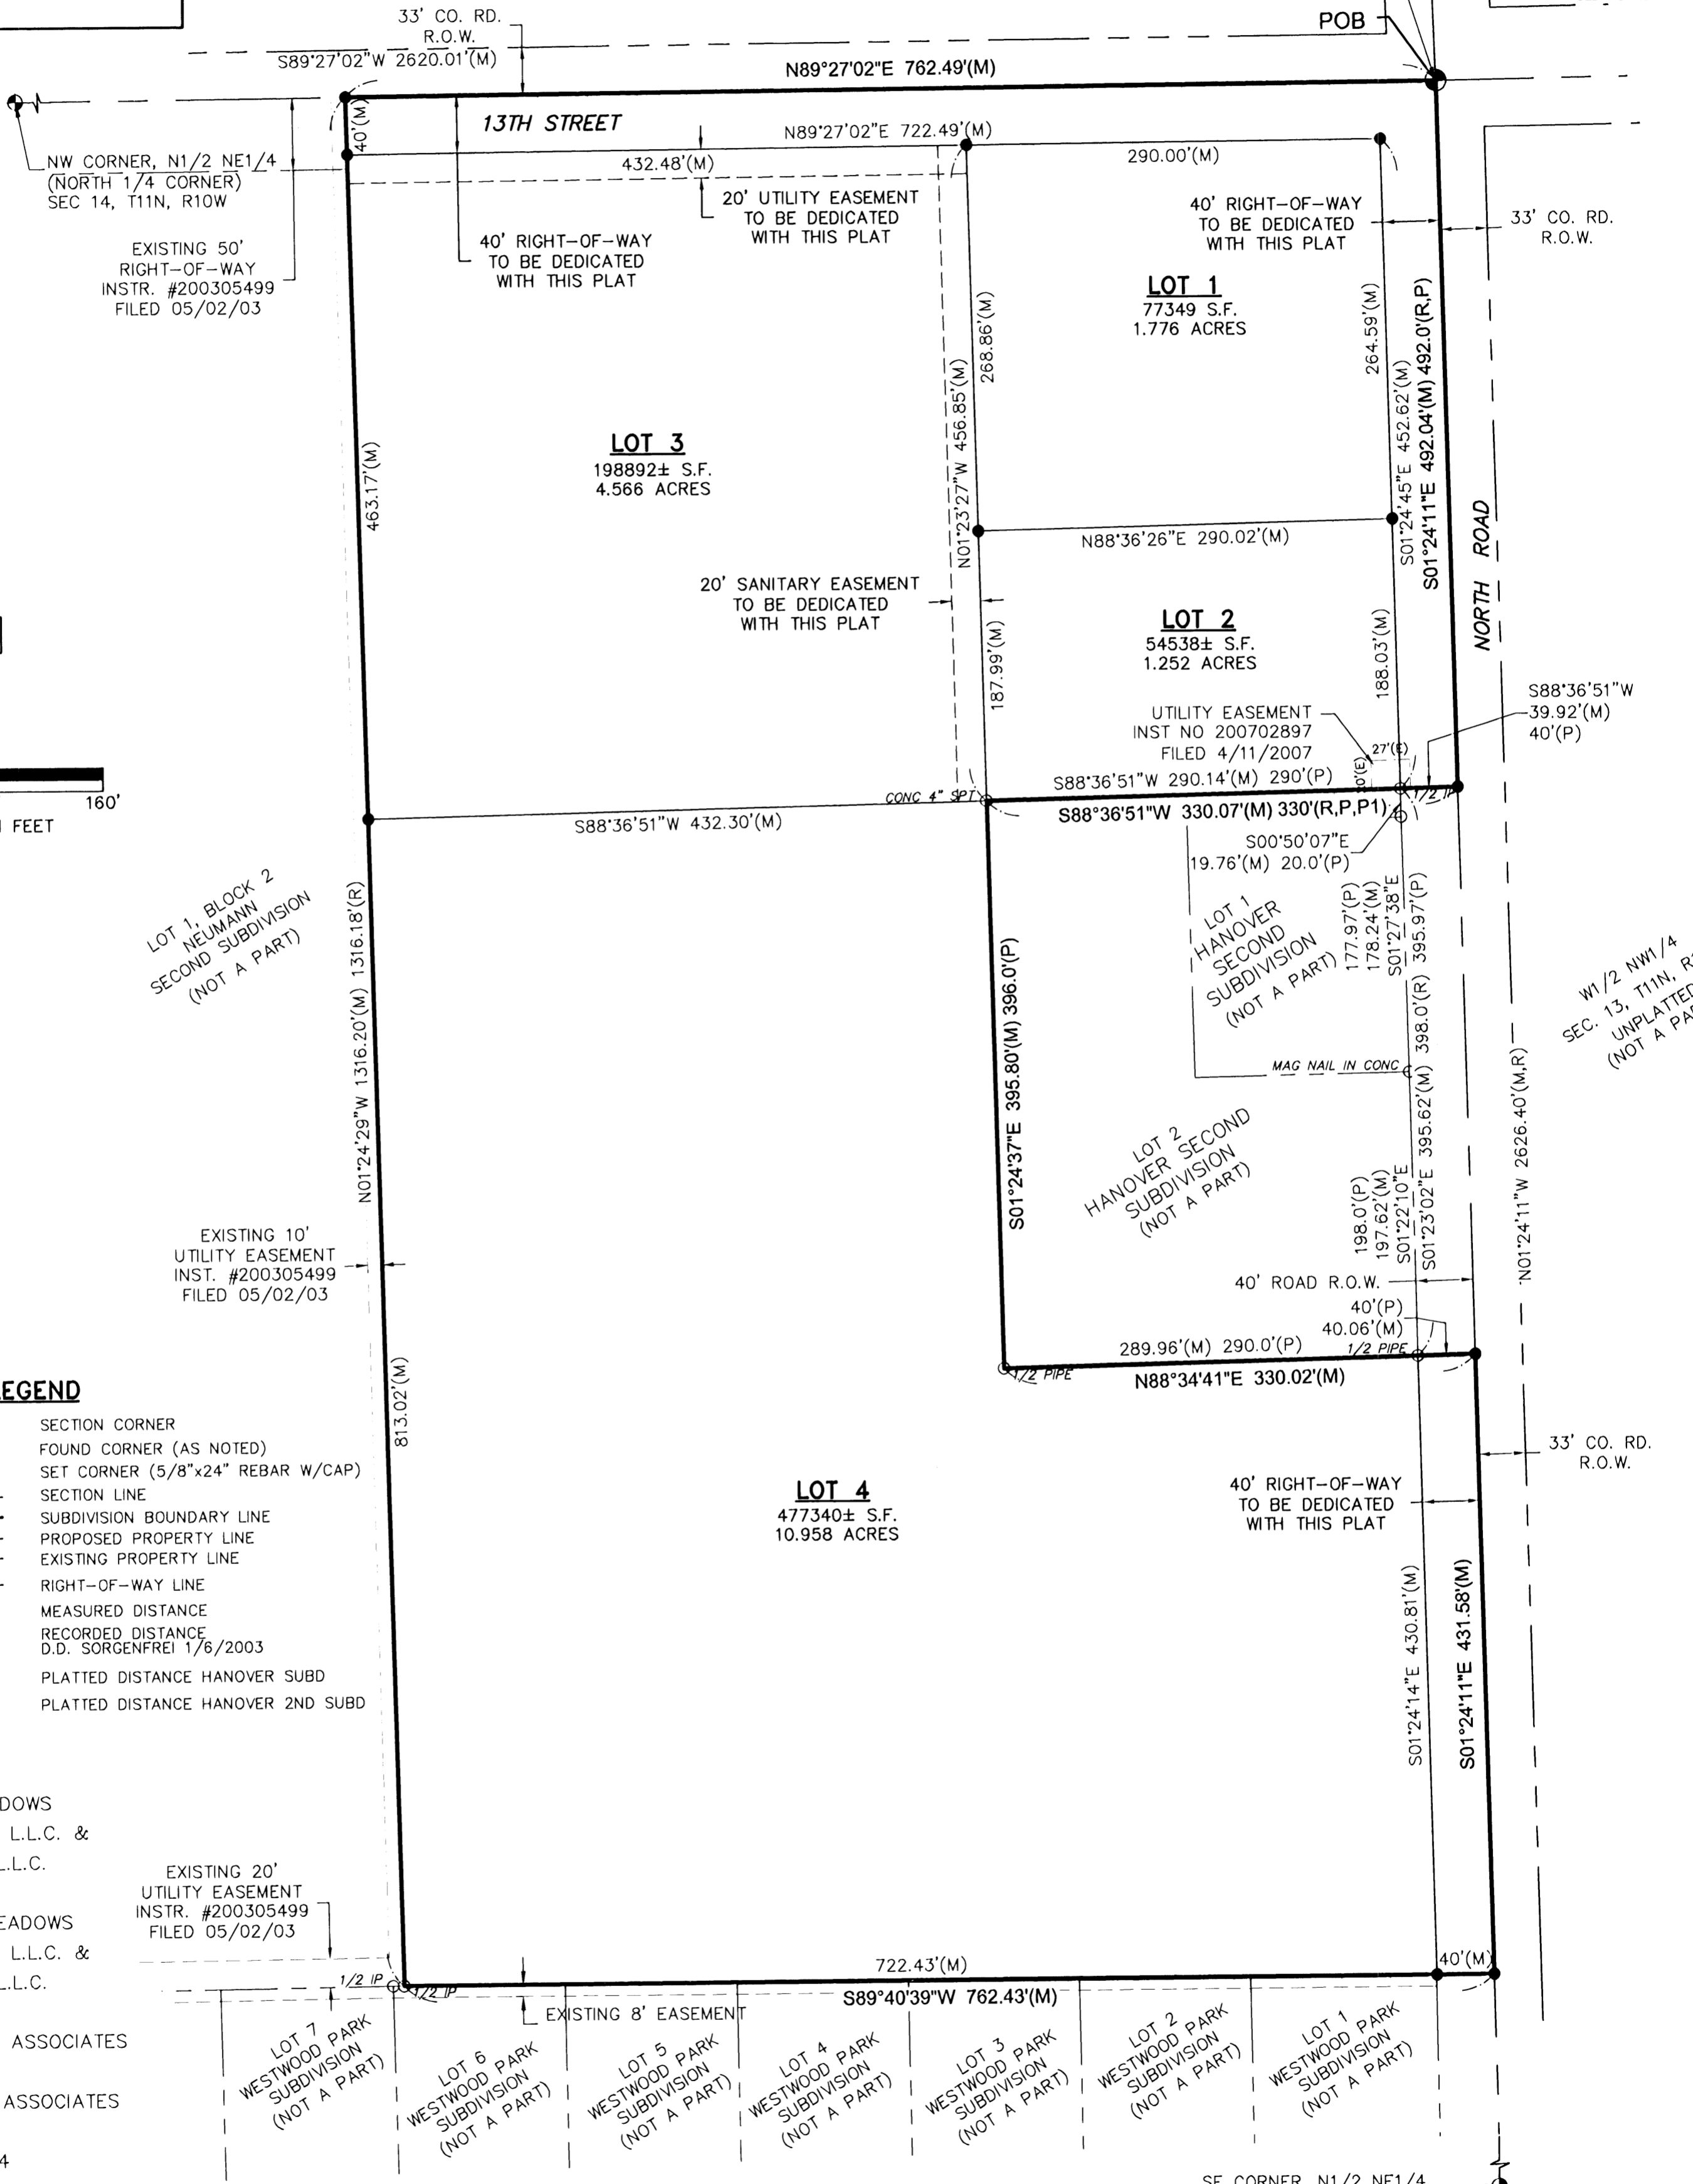 33' CO. RD.
R.O.W.
S89°27'02"W 2620.01'(M)
POB
N89°27'02"E 762.49'(M)
40'(M)
13TH STREET
N89°27'02"E 722.49'(M)
432.48'(M)
290.00'(M)
NW CORNER, N1/2 NE1/4
(NORTH 1/4 CORNER)
SEC 14, T11N, R10W
20' UTILITY EASEMENT
TO BE DEDICATED
WITH THIS PLAT
40' RIGHT-OF-WAY
TO BE DEDICATED
WITH THIS PLAT
33' CO. RD.
R.O.W.
EXISTING 50'
RIGHT-OF-WAY
INSTR. #200305499
FILED 05/02/03
40' RIGHT-OF-WAY
TO BE DEDICATED
WITH THIS PLAT
LOT 1
77349 S.F.
1.776 ACRES
268.86'(M)
264.59'(M)
N01°23'27"W 456.85'(M)
S01°24'45"E 452.62'(M)
S01°24'11"E 492.04'(M) 492.0'(R,P)
LOT 3
198892± S.F.
4.566 ACRES
463.17'(M)
N88°36'26"E 290.02'(M)
NORTH ROAD
20' SANITARY EASEMENT
TO BE DEDICATED
WITH THIS PLAT
LOT 2
54538± S.F.
1.252 ACRES
187.99'(M)
188.03'(M)
S88°36'51"W
39.92'(M)
40'(P)
UTILITY EASEMENT
INST NO 200702897
FILED 4/11/2007
27'(E)
20'(E)
S88°36'51"W 290.14'(M) 290'(P)
1/2 IP
CONC 4" SPT
S88°36'51"W 330.07'(M) 330'(R,P,P1)
160'
FEET
S88°36'51"W 432.30'(M)
S00°50'07"E
19.76'(M) 20.0'(P)
LOT 1, BLOCK 2
NEUMANN
SECOND SUBDIVISION
(NOT A PART)
N01°24'29"W 1316.20'(M) 1316.18'(R)
S01°24'37"E 395.80'(M) 396.0'(P)
LOT 1
HANOVER
SECOND
SUBDIVISION
(NOT A PART)
177.97'(P)
178.24'(M)
S01°27'38"E
S01°23'02"E 395.62'(M) 398.0'(R) 395.97'(P)
N01°24'11"W 2626.40'(M,R)
W1/2 NW1/4
SEC. 13, T11N,
UNPLATTED
(NOT A
MAG NAIL IN CONC
LOT 2
HANOVER SECOND
SUBDIVISION
(NOT A PART)
198.0'(P)
197.62'(M)
S01°22'10"E
EXISTING 10'
UTILITY EASEMENT
INST. #200305499
FILED 05/02/03
40' ROAD R.O.W.
40'(P)
40.06'(M)
289.96'(M) 290.0'(P)
1/2 PIPE
1/2 PIPE
N88°34'41"E 330.02'(M)
813.02'(M)
EGEND
SECTION CORNER
FOUND CORNER (AS NOTED)
SET CORNER (5/8"x24" REBAR W/CAP)
SECTION LINE
SUBDIVISION BOUNDARY LINE
PROPOSED PROPERTY LINE
EXISTING PROPERTY LINE
RIGHT-OF-WAY LINE
MEASURED DISTANCE
RECORDED DISTANCE
D.D. SORGENFREI 1/6/2003
PLATTED DISTANCE HANOVER SUBD
PLATTED DISTANCE HANOVER 2ND SUBD
LOT 4
477340± S.F.
10.958 ACRES
40' RIGHT-OF-WAY
TO BE DEDICATED
WITH THIS PLAT
33' CO. RD.
R.O.W.
S01°24'14"E 430.81'(M)
S01°24'11"E 431.58'(M)
DOWS
L.L.C. &
L.L.C.
EADOWS
L.L.C. &
L.L.C.
ASSOCIATES
ASSOCIATES
4
EXISTING 20'
UTILITY EASEMENT
INSTR. #200305499
FILED 05/02/03
1/2 IP
1/2 IP
722.43'(M)
40'(M)
S89°40'39"W 762.43'(M)
EXISTING 8' EASEMENT
LOT 7
WESTWOOD PARK
SUBDIVISION
(NOT A PART)
LOT 6
WESTWOOD PARK
SUBDIVISION
(NOT A PART)
LOT 5
WESTWOOD PARK
SUBDIVISION
(NOT A PART)
LOT 4
WESTWOOD PARK
SUBDIVISION
(NOT A PART)
LOT 3
WESTWOOD PARK
SUBDIVISION
(NOT A PART)
LOT 2
WESTWOOD PARK
SUBDIVISION
(NOT A PART)
LOT 1
WESTWOOD PARK
SUBDIVISION
(NOT A PART)
SE CORNER, N1/2 NE1/4